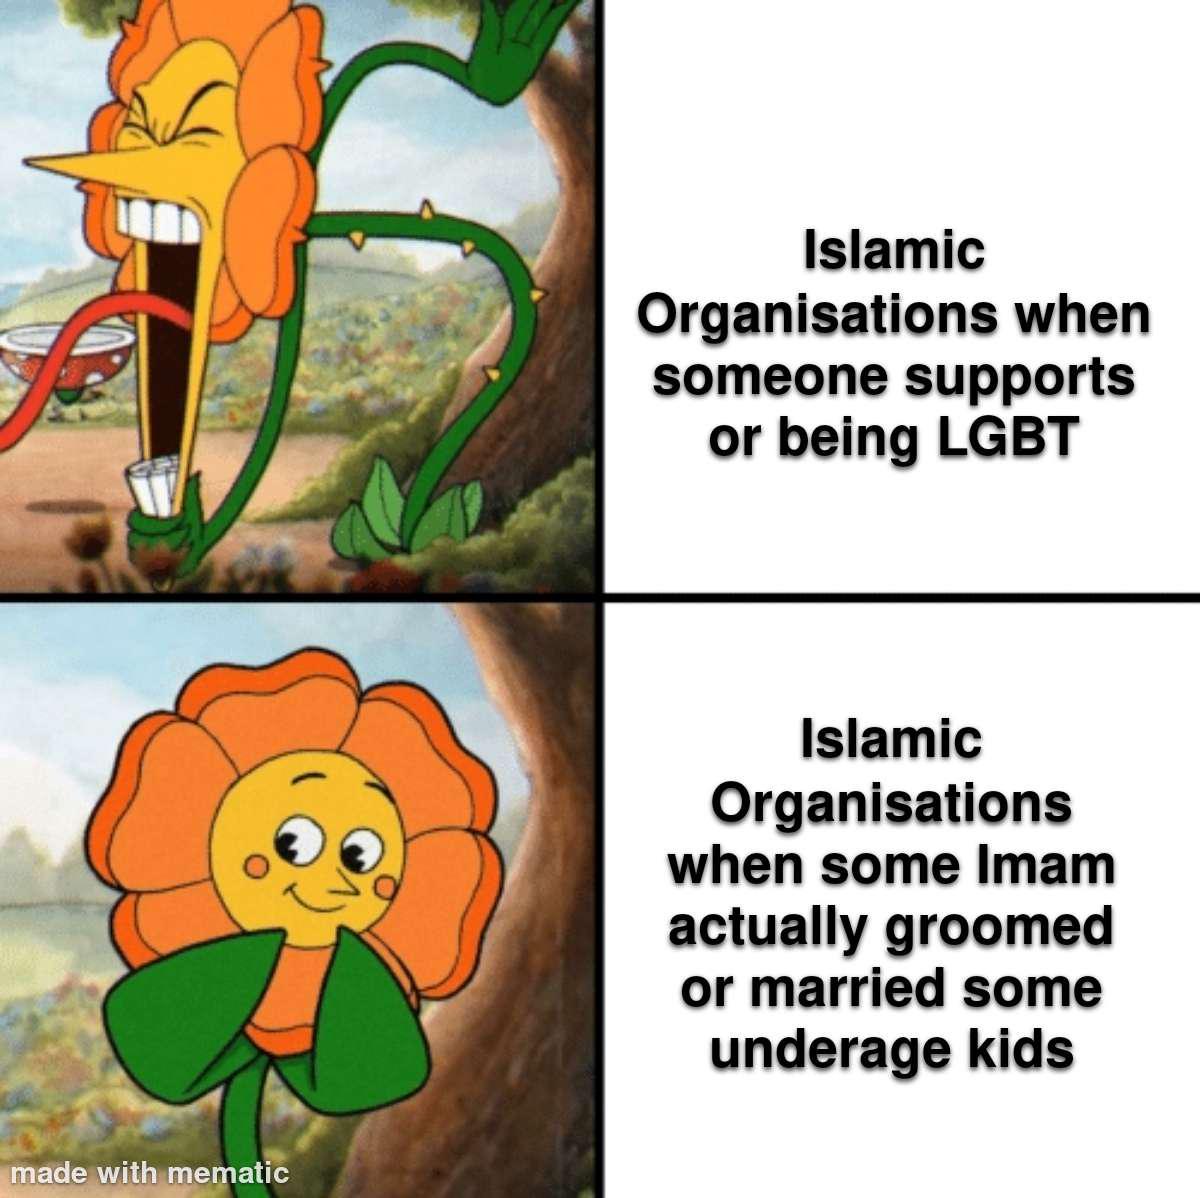 Islamic
Organisations when
someone supports
or being LGBT
Islamic
Organisations
when some Imam
actually groomed
or married some
underage kids
made with mematic